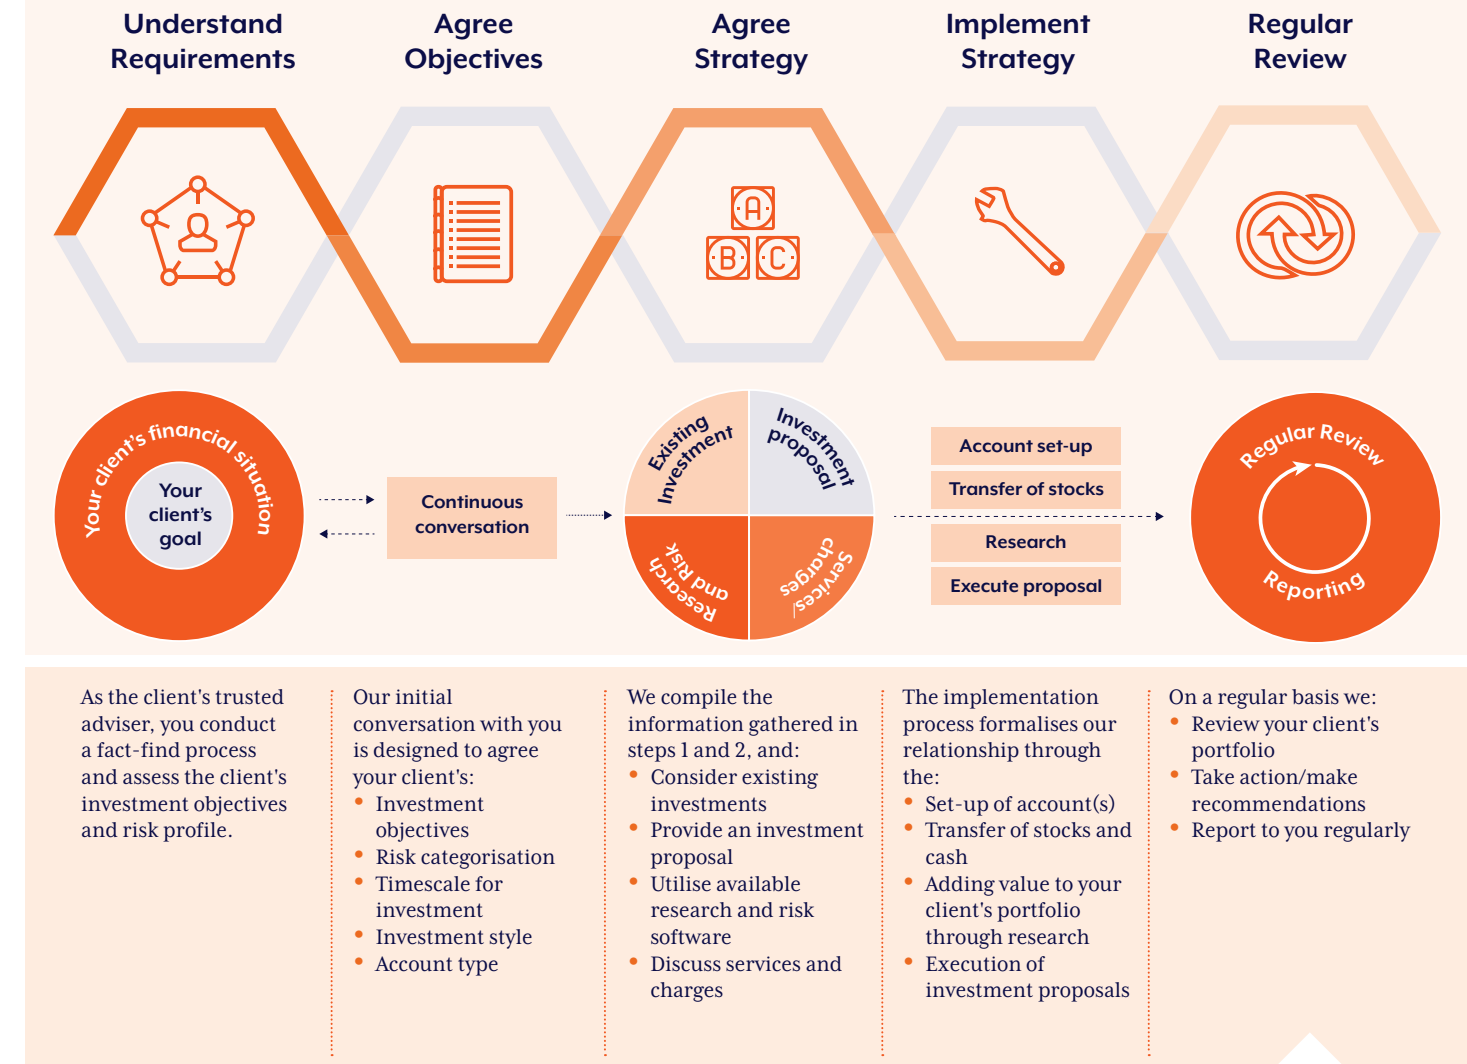 Understand
Requirements
Agree
Objectives
Agree
Strategy
Implement
Strategy
Regular
Review
A
B
C
Your client's financial situation
Your
client's
goal
Continuous
conversation
Existing
Investment
Investment
proposal
Research
and Risk
Services/
charges
Account set-up
Transfer of stocks
Research
Execute proposal
Regular Review
Reporting
As the client's trusted
adviser, you conduct
a fact-find process
and assess the client's
investment objectives
and risk profile.
Our initial
conversation with you
is designed to agree
your client's:
• Investment
objectives
• Risk categorisation
• Timescale for
investment
• Investment style
• Account type
We compile the
information gathered in
steps 1 and 2, and:
• Consider existing
investments
• Provide an investment
proposal
• Utilise available
research and risk
software
• Discuss services and
charges
The implementation
process formalises our
relationship through
the:
• Set-up of account(s)
• Transfer of stocks and
cash
• Adding value to your
client's portfolio
through research
• Execution of
investment proposals
On a regular basis we:
• Review your client's
portfolio
• Take action/make
recommendations
• Report to you regularly